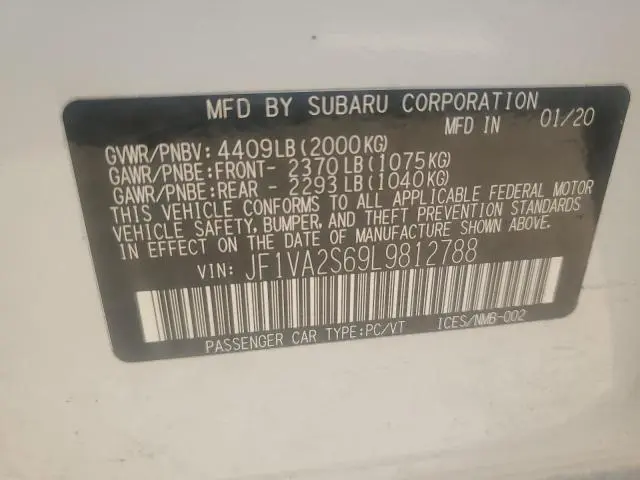 MFD BY SUBARU CORPORATION
MFD IN 01/20
GVWR/PNBV: 4409LB(2000KG)
GAWR/PNBE:FRONT- 2370LB(1075KG)
GAWR/PNBE:REAR - 2293LB(1040KG)
THIS VEHICLE CONFORMS TO ALL APPLICABLE FEDERAL MOTOR
VEHICLE SAFETY, BUMPER, AND THEFT PREVENTION STANDARDS
IN EFFECT ON THE DATE OF MANUFACTURE SHOWN ABOVE.
VIN: JF1VA2S69L9812788
PASSENGER CAR TYPE:PC/VT ICES/NMB-002